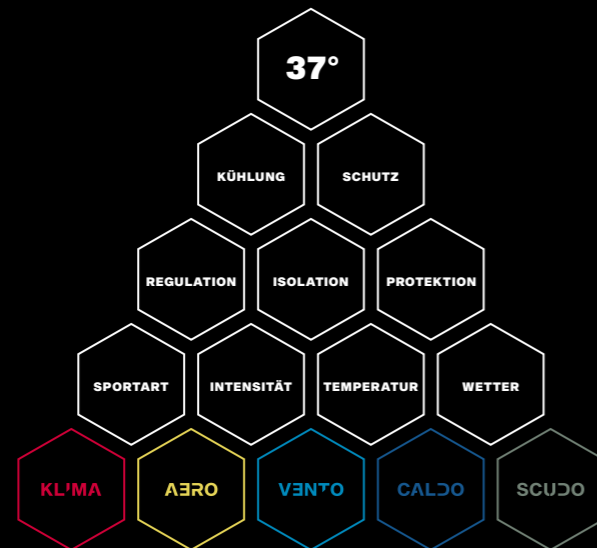 37°
KÜHLUNG SCHUTZ
REGULATION ISOLATION PROTEKTION
SPORTART INTENSITÄT TEMPERATUR WETTER
KLIMA AERO VENTO CALDO SCUDO